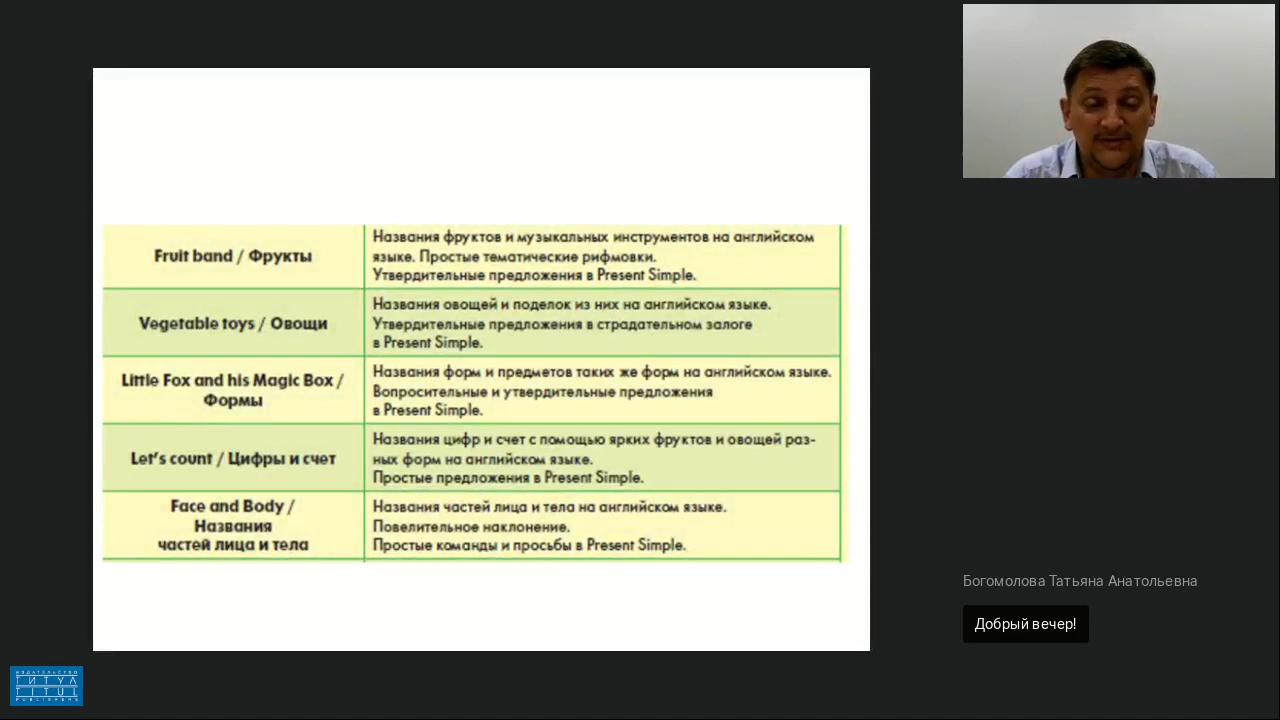 Fruit band / Фрукты
Названия фруктов и музыкальных инструментов на английском
языке. Простые тематические рифмовки.
Утвердительные предложения в Present Simple.
Vegetable toys / Овощи
Названия овощей и поделок из них на английском языке.
Утвердительные предложения в страдательном залоге
в Present Simple.
Little Fox and his Magic Box /
Формы
Названия форм и предметов таких же форм на английском языке.
Вопросительные и утвердительные предложения
в Present Simple.
Let's count / Цифры и счет
Названия цифр и счет с помощью ярких фруктов и овощей раз-
ных форм на английском языке.
Простые предложения в Present Simple.
Face and Body /
Названия
частей лица и тела
Названия частей лица и тела на английском языке.
Повелительное наклонение.
Простые команды и просьбы в Present Simple.
Богомолова Татьяна Анатольевна
Добрый вечер!
ИЗДАТЕЛЬСТВО
ТИТУЛ
TITUL
PUBLISHERS